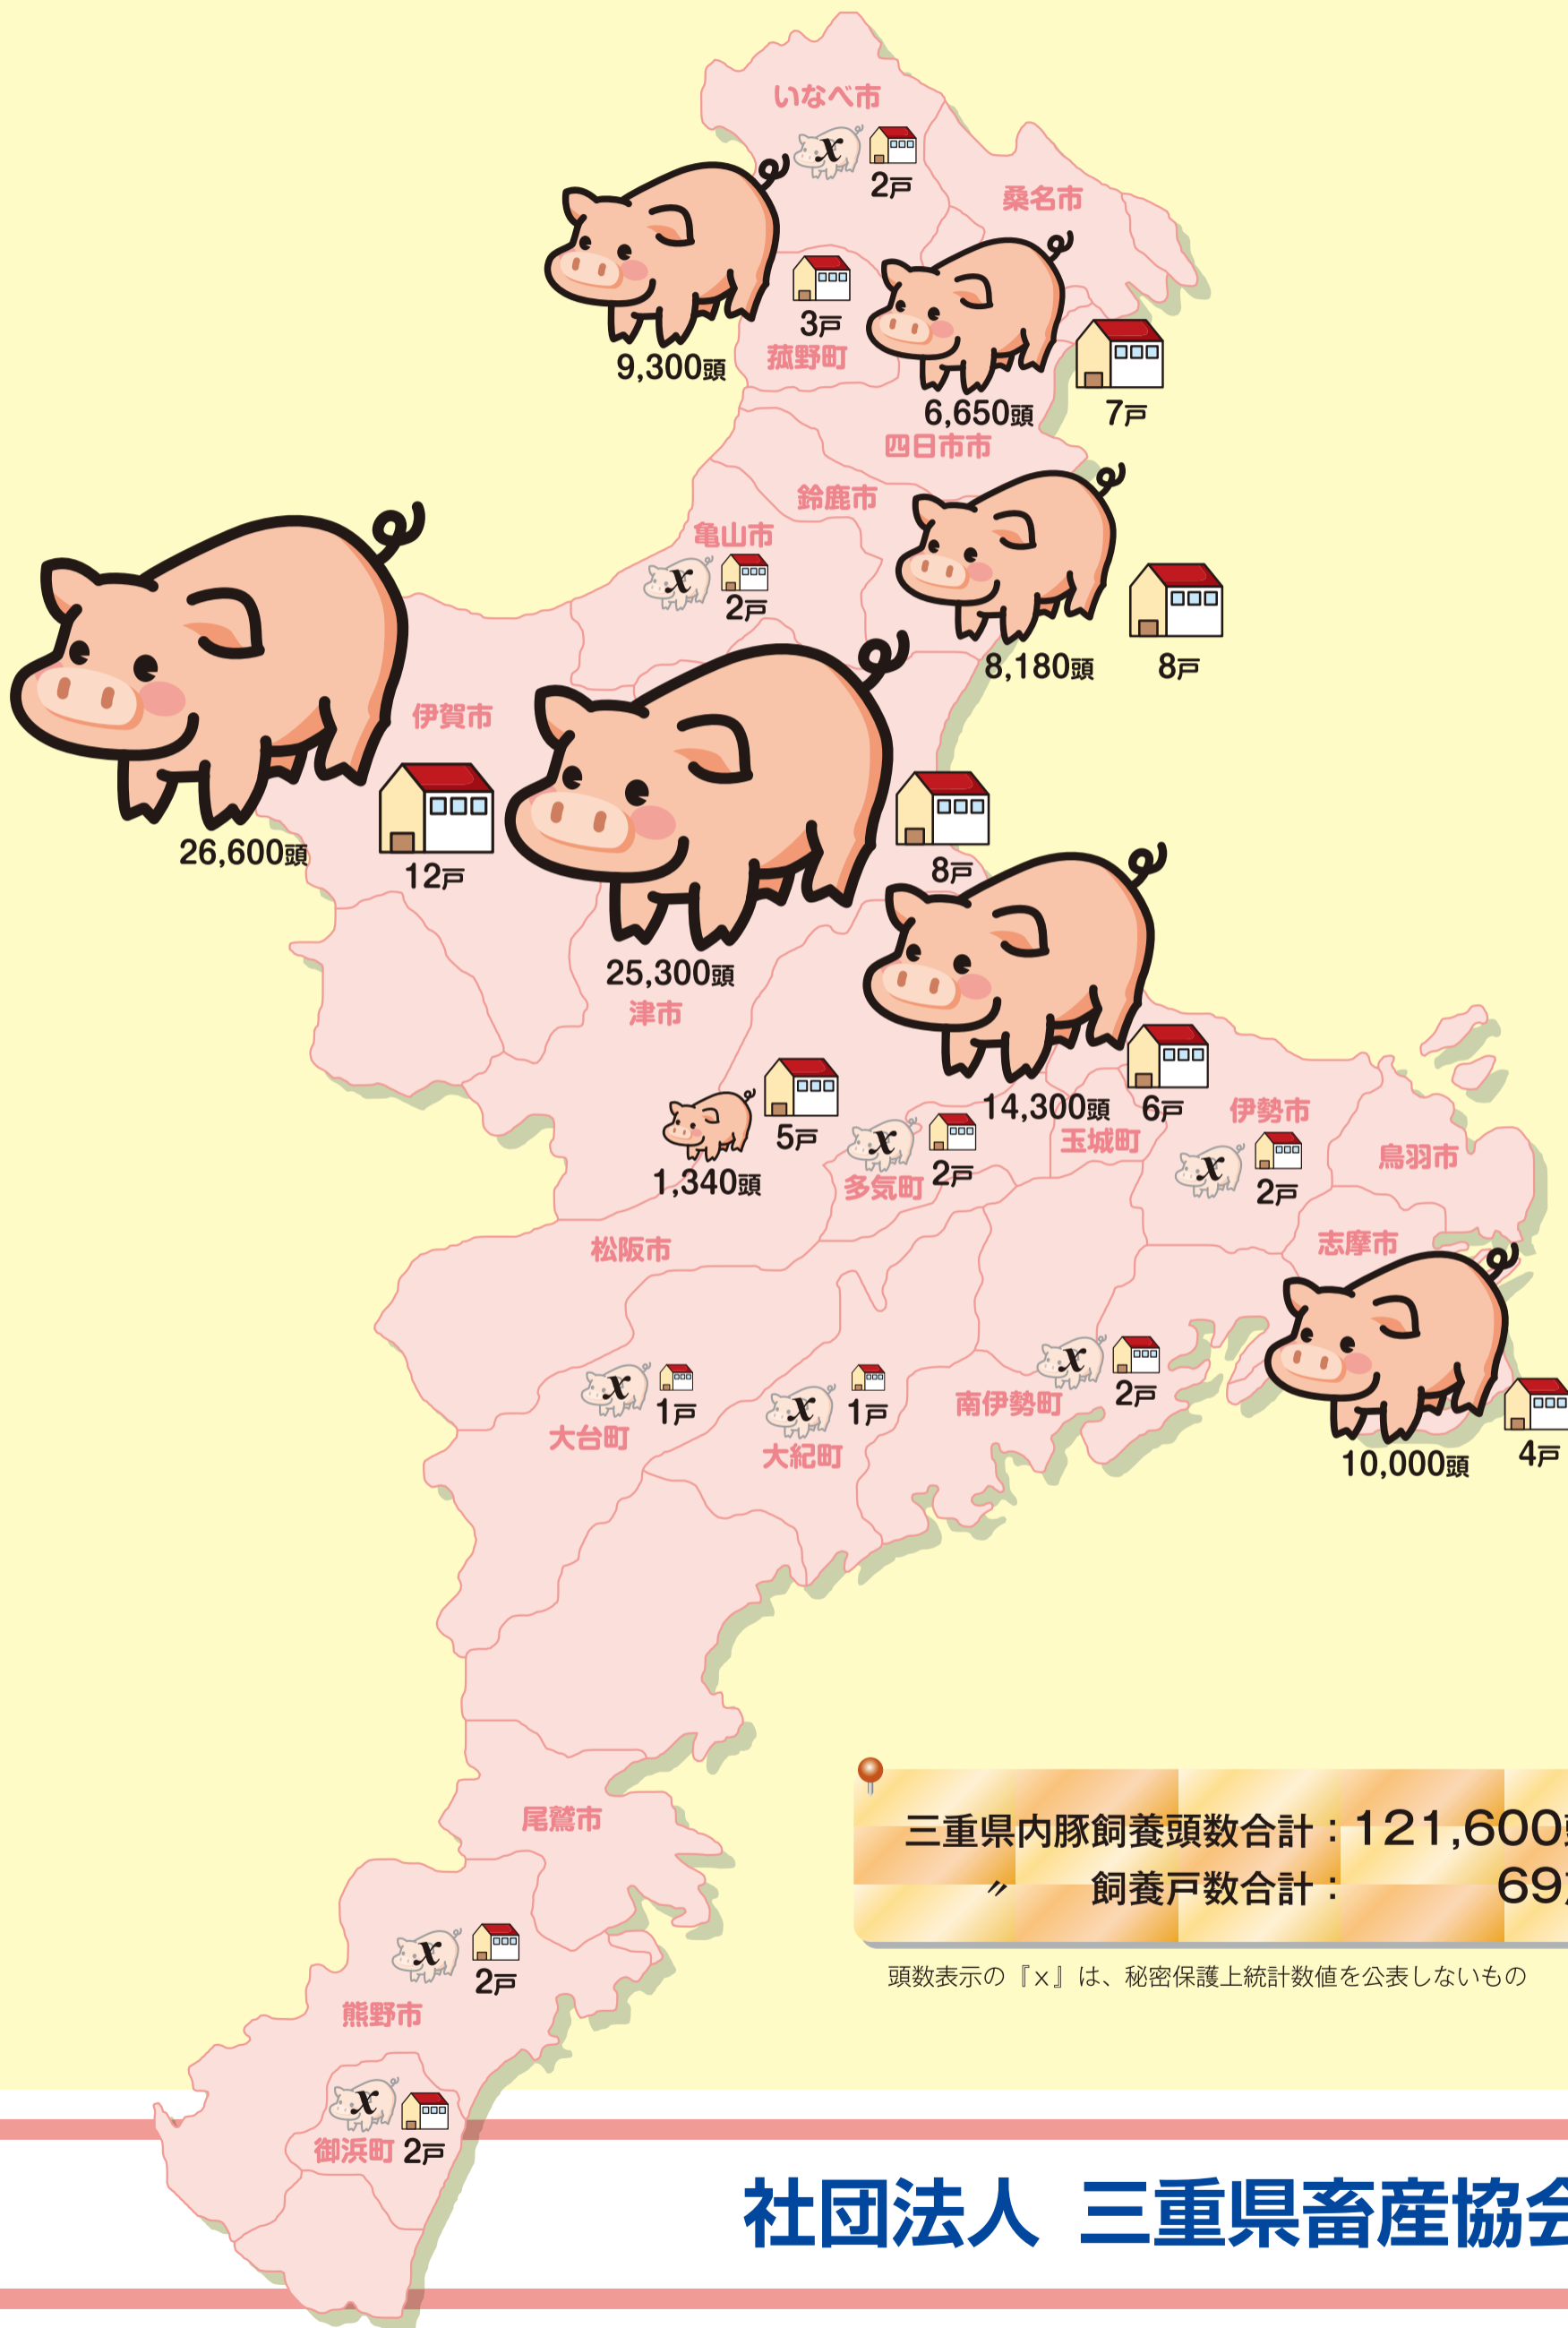 いなべ市
x
2戸
桑名市
3戸
菰野町
9,300頭
6,650頭
7戸
四日市市
鈴鹿市
亀山市
x
2戸
8,180頭
8戸
伊賀市
26,600頭
12戸
8戸
25,300頭
津市
14,300頭
6戸
玉城町
伊勢市
x
2戸
鳥羽市
5戸
1,340頭
x
2戸
多気町
松阪市
志摩市
10,000頭
4戸
x
1戸
大台町
x
1戸
大紀町
x
2戸
南伊勢町
尾鷲市
x
2戸
熊野市
x
2戸
御浜町
三重県内豚飼養頭数合計：121,600頭
〃 飼養戸数合計： 69戸
頭数表示の『x』は、秘密保護上統計数値を公表しないもの
社団法人 三重県畜産協会